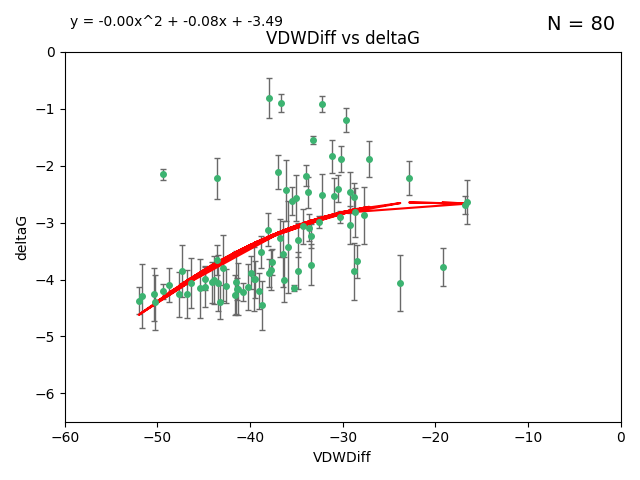 y = -0.00x^2 + -0.08x + -3.49
N = 80
VDWDiff vs deltaG
0
−1
−2
−3
−4
−5
−6
deltaG
−60 −50 −40 −30 −20 −10 0
VDWDiff